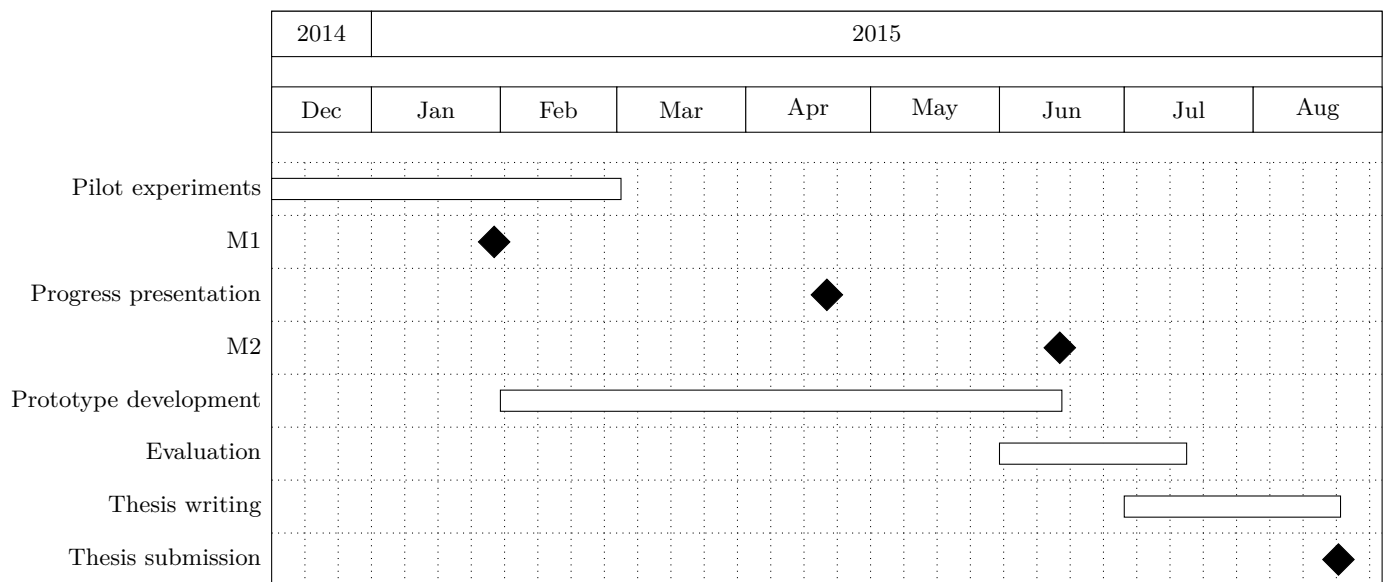 2014 2015
Dec Jan Feb Mar Apr May Jun Jul Aug
Pilot experiments
M1
Progress presentation
M2
Prototype development
Evaluation
Thesis writing
Thesis submission